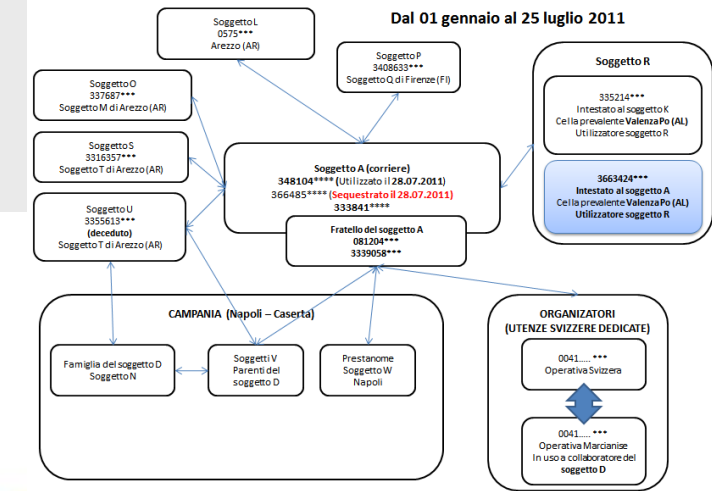 Dal 01 gennaio al 25 luglio 2011
Soggetto L
0575***
Arezzo (AR)
Soggetto P
3408633***
Soggetto Q di Firenze (FI)
Soggetto O
337687***
Soggetto M di Arezzo (AR)
Soggetto S
3316357***
Soggetto T di Arezzo (AR)
Soggetto U
3355613***
(deceduto)
Soggetto T di Arezzo (AR)
Soggetto A (corriere)
348104**** (Utilizzato il 28.07.2011)
366485**** (Sequestrato il 28.07.2011)
333841****
Fratello del soggetto A
081204***
3339058***
Soggetto R
335214***
Intestato al soggetto K
Cella prevalente Valenza Po (AL)
Utilizzatore soggetto R
3663424***
Intestato al soggetto A
Cella prevalente Valenza Po (AL)
Utilizzatore soggetto R
CAMPANIA (Napoli – Caserta)
Famiglia del soggetto D
Soggetto N
Soggetti V
Parenti del
soggetto D
Prestanome
Soggetto W
Napoli
ORGANIZZATORI
(UTENZE SVIZZERE DEDICATE)
0041..... ***
Operativa Svizzera
0041..... ***
Operativa Marcianise
In uso a collaboratore del
soggetto D